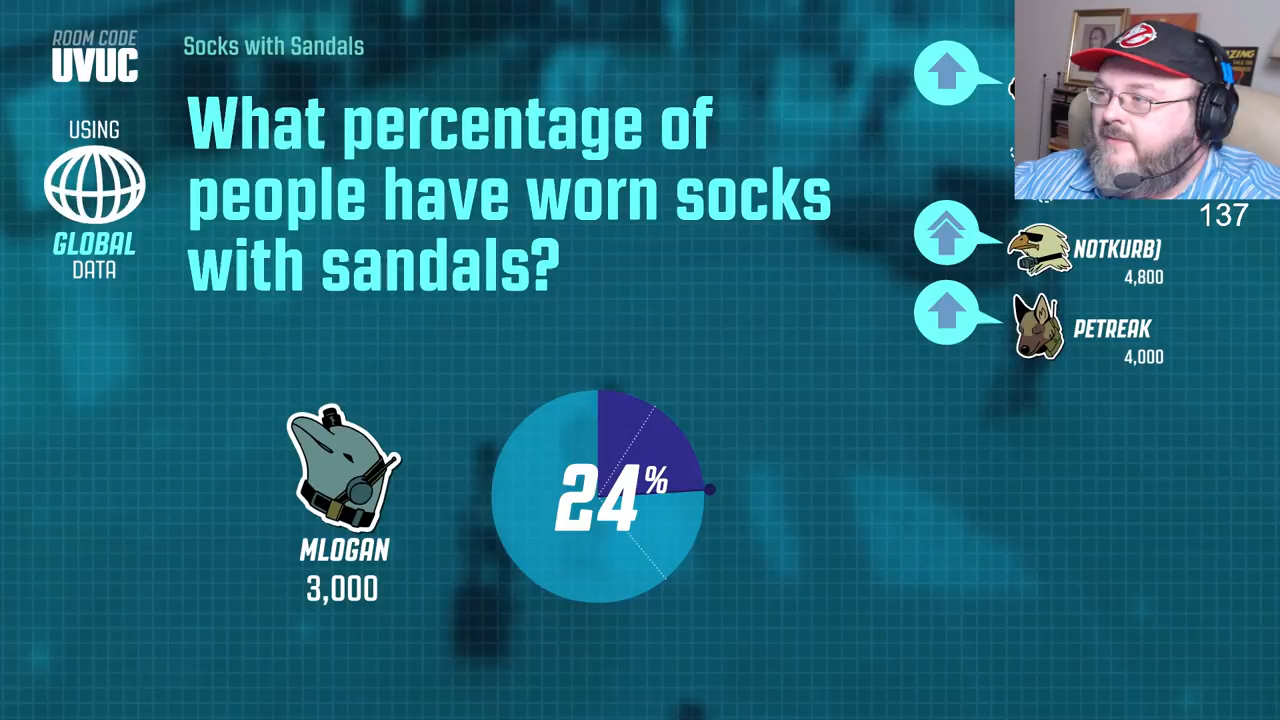 ROOM CODE
UVUC
Socks with Sandals
What percentage of
people have worn socks
with sandals?
USING
GLOBAL
DATA
137
NOTKURBJ
4,800
PETREAK
4,000
24%
MLOGAN
3,000